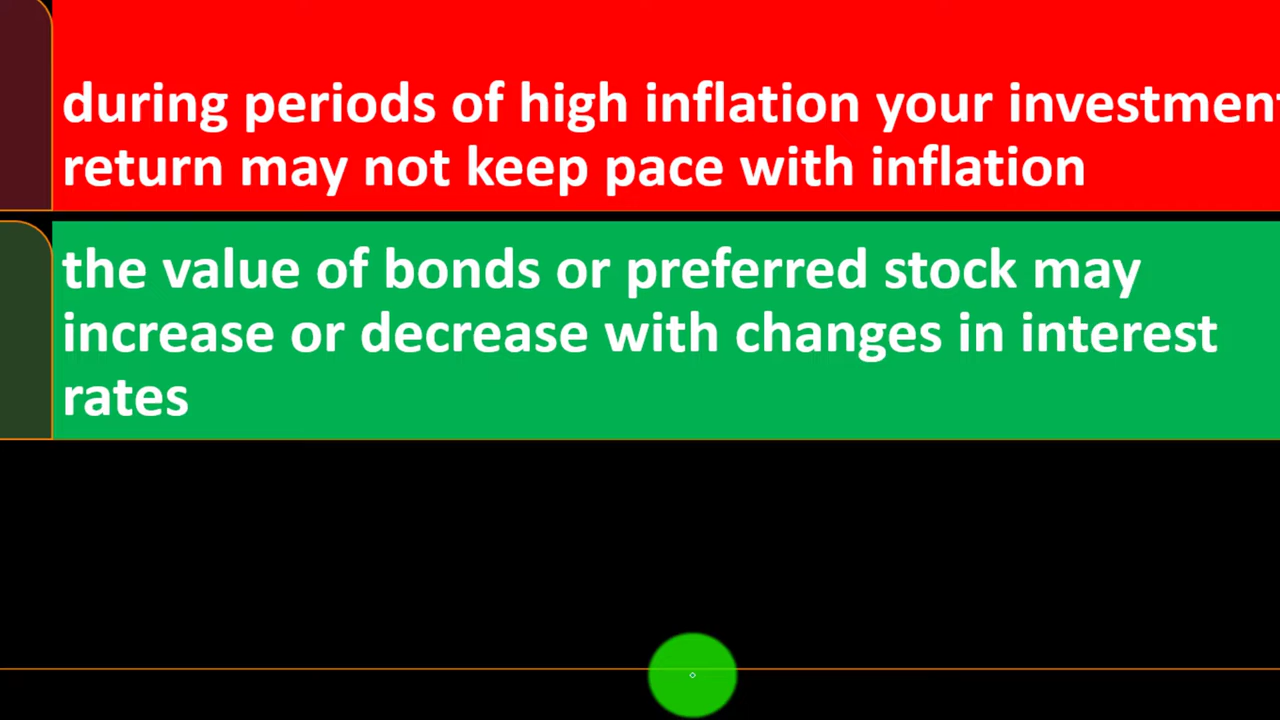 during periods of high inflation your investment
return may not keep pace with inflation
the value of bonds or preferred stock may
increase or decrease with changes in interest
rates